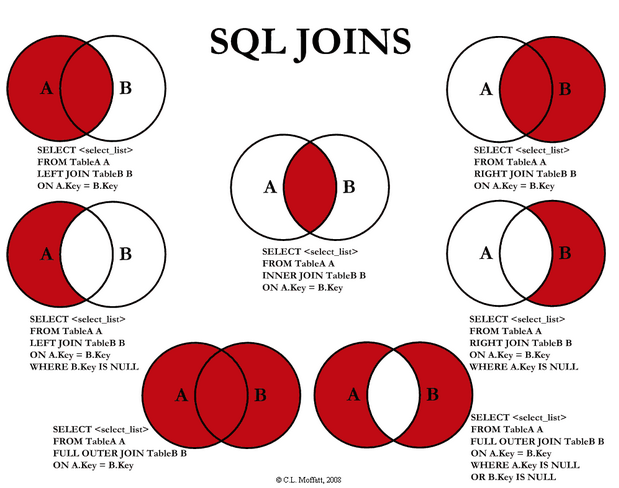 SQL JOINS
A B
SELECT <select_list>
FROM TableA A
LEFT JOIN TableB B
ON A.Key = B.Key
A B
SELECT <select_list>
FROM TableA A
RIGHT JOIN TableB B
ON A.Key = B.Key
A B
SELECT <select_list>
FROM TableA A
INNER JOIN TableB B
ON A.Key = B.Key
A B
SELECT <select_list>
FROM TableA A
LEFT JOIN TableB B
ON A.Key = B.Key
WHERE B.Key IS NULL
A B
SELECT <select_list>
FROM TableA A
RIGHT JOIN TableB B
ON A.Key = B.Key
WHERE A.Key IS NULL
A B
SELECT <select_list>
FROM TableA A
FULL OUTER JOIN TableB B
ON A.Key = B.Key
A B
SELECT <select_list>
FROM TableA A
FULL OUTER JOIN TableB B
ON A.Key = B.Key
WHERE A.Key IS NULL
OR B.Key IS NULL
© C.L. Moffatt, 2008